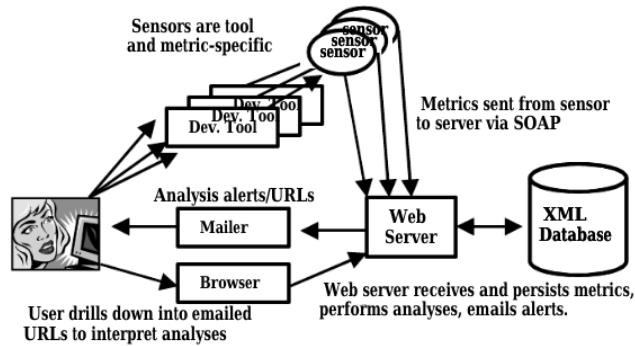 Sensors are tool
and metric-specific
sensor
sensor
sensor
Dev. Tool
Dev. Tool
Dev. Tool
Metrics sent from sensor
to server via SOAP
Analysis alerts/URLs
Mailer
Web
Server
XML
Database
Browser
Web server receives and persists metrics,
performs analyses, emails alerts.
User drills down into emailed
URLs to interpret analyses